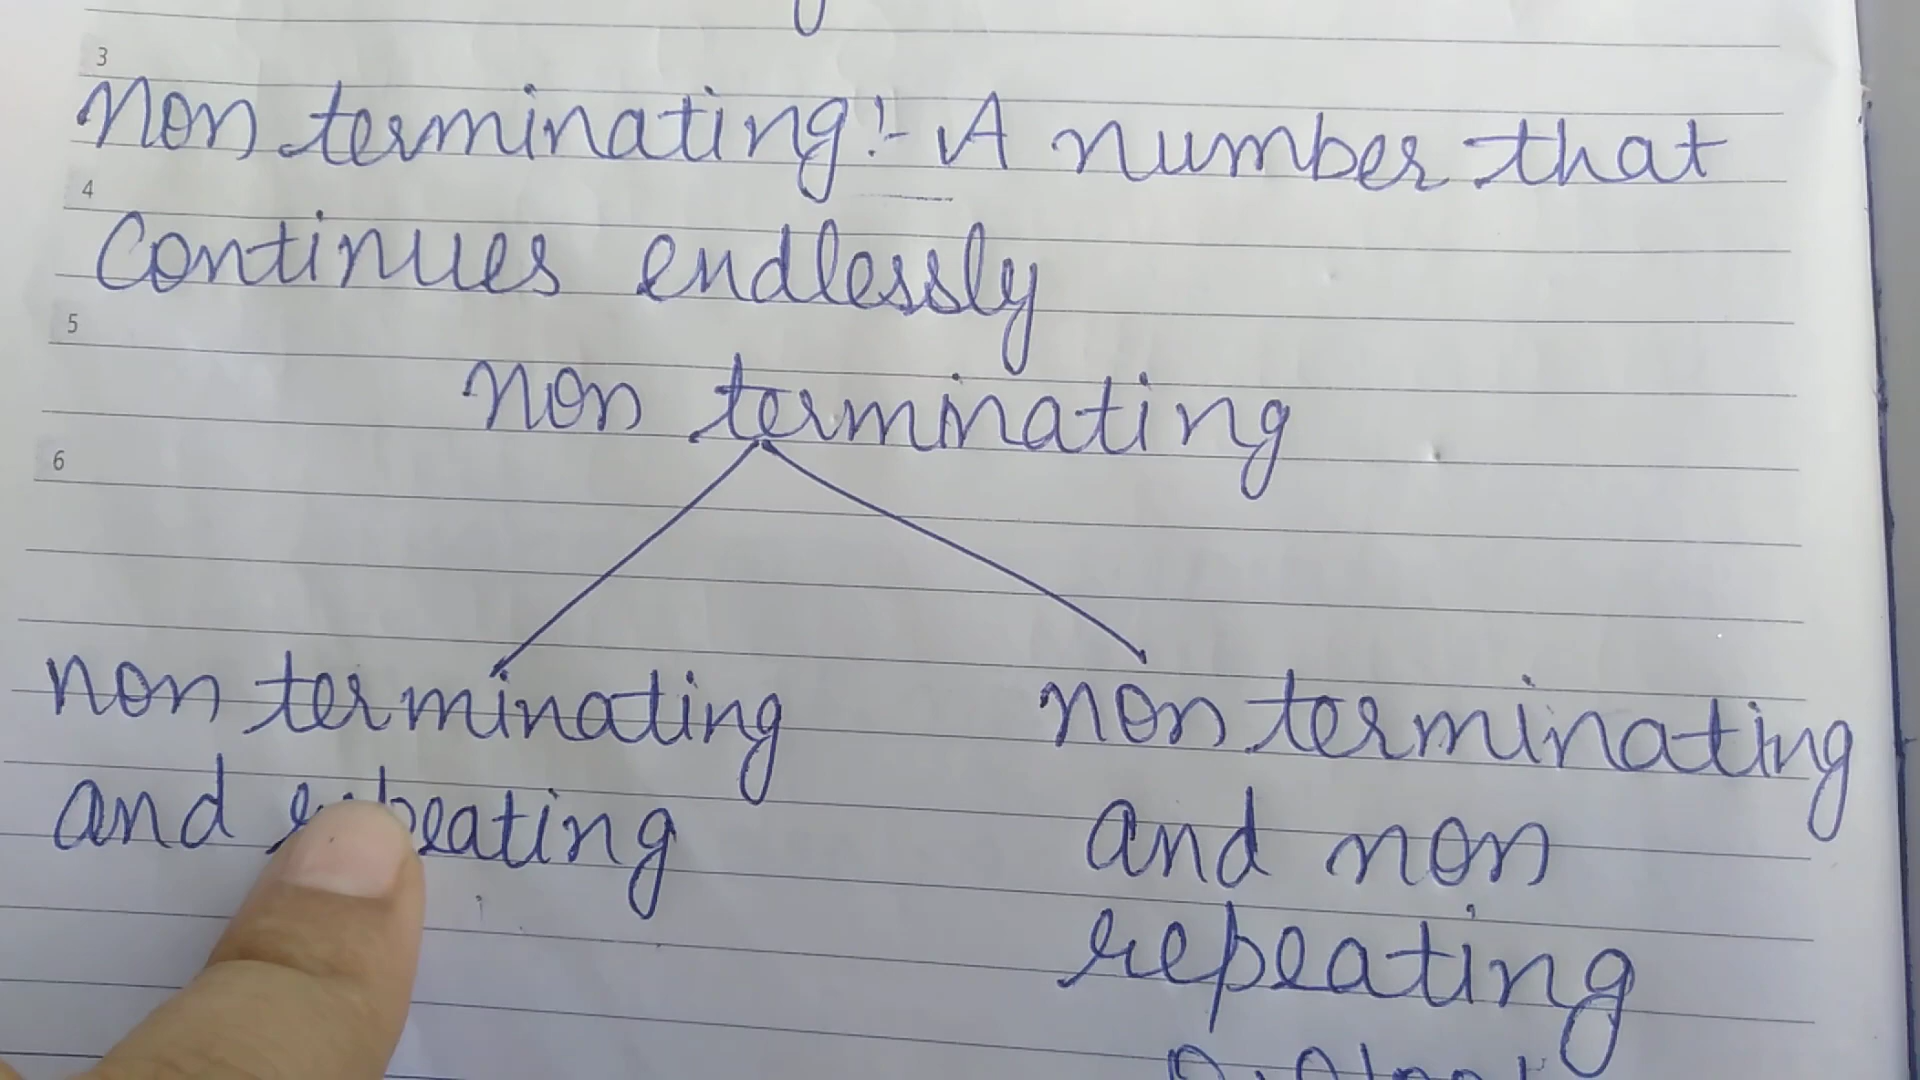 3
Non terminating:- A number that
4
Continues endlessly
5
non terminating
6
non terminating non terminating
and repeating and non
repeating